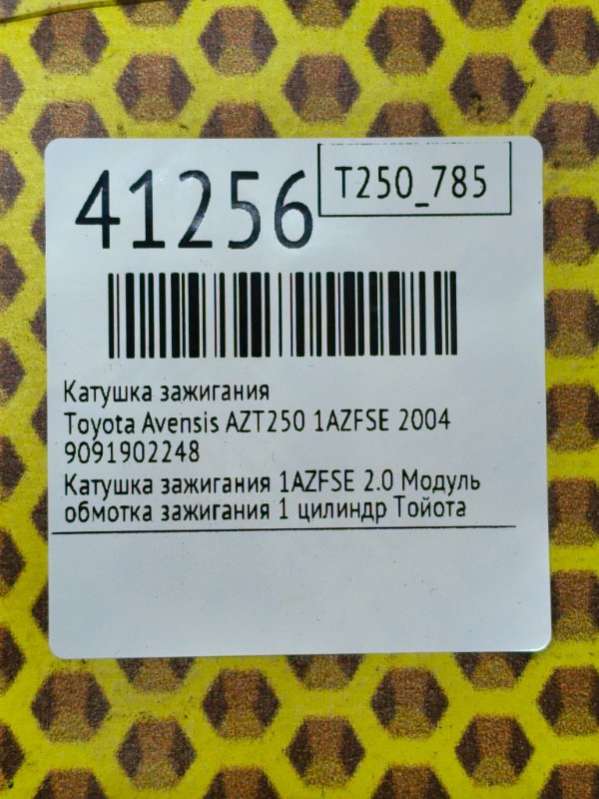 41256
T250_785
Катушка зажигания
Toyota Avensis AZT250 1AZFSE 2004
9091902248
Катушка зажигания 1AZFSE 2.0 Модуль
обмотка зажигания 1 цилиндр Тойота